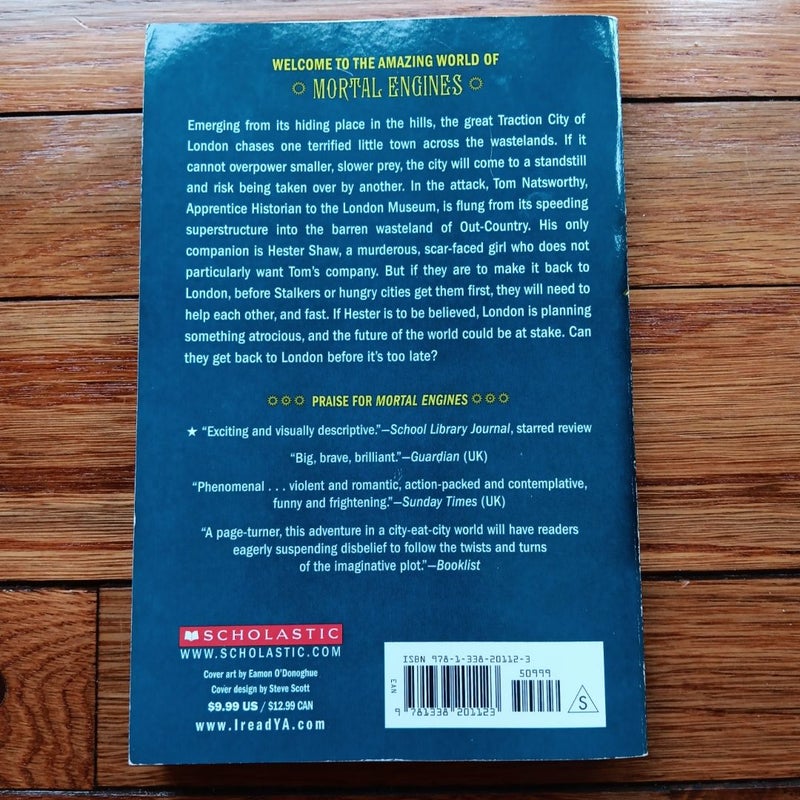 WELCOME TO THE AMAZING WORLD OF
MORTAL ENGINES
Emerging from its hiding place in the hills, the great Traction City of
London chases one terrified little town across the wastelands. If it
cannot overpower smaller, slower prey, the city will come to a standstill
and risk being taken over by another. In the attack, Tom Natsworthy,
Apprentice Historian to the London Museum, is flung from its speeding
superstructure into the barren wasteland of Out-Country. His only
companion is Hester Shaw, a murderous, scar-faced girl who does not
particularly want Tom's company. But if they are to make it back to
London, before Stalkers or hungry cities get them first, they will need to
help each other, and fast. If Hester is to be believed, London is planning
something atrocious, and the future of the world could be at stake. Can
they get back to London before it's too late?
PRAISE FOR MORTAL ENGINES
★ “Exciting and visually descriptive.”—School Library Journal, starred review
“Big, brave, brilliant.”—Guardian (UK)
“Phenomenal . . . violent and romantic, action-packed and contemplative,
funny and frightening.”—Sunday Times (UK)
“A page-turner, this adventure in a city-eat-city world will have readers
eagerly suspending disbelief to follow the twists and turns
of the imaginative plot.”—Booklist
SCHOLASTIC
WWW.SCHOLASTIC.COM
Cover art by Eamon O'Donoghue
Cover design by Steve Scott
$9.99 US / $12.99 CAN
www.IreadYA.com
ISBN 978-1-338-20112-3
50999
EAN
9 781338 201123
S